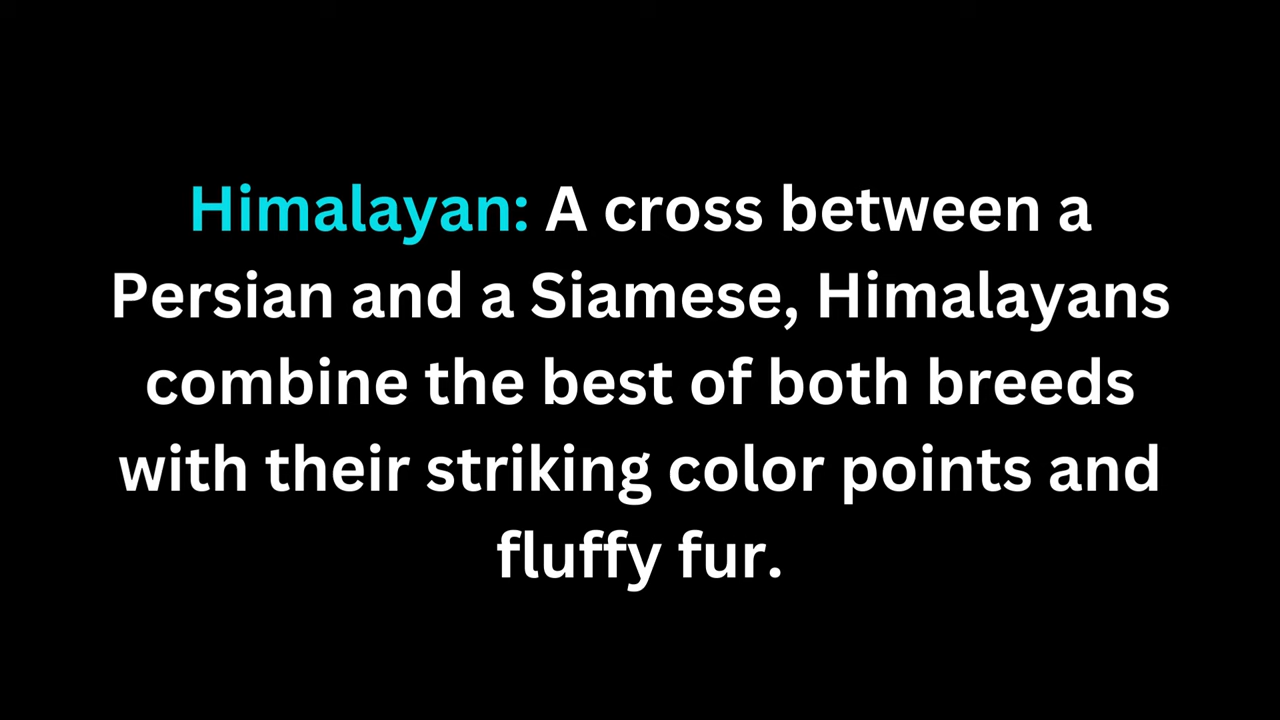 Himalayan: A cross between a
Persian and a Siamese, Himalayans
combine the best of both breeds
with their striking color points and
fluffy fur.